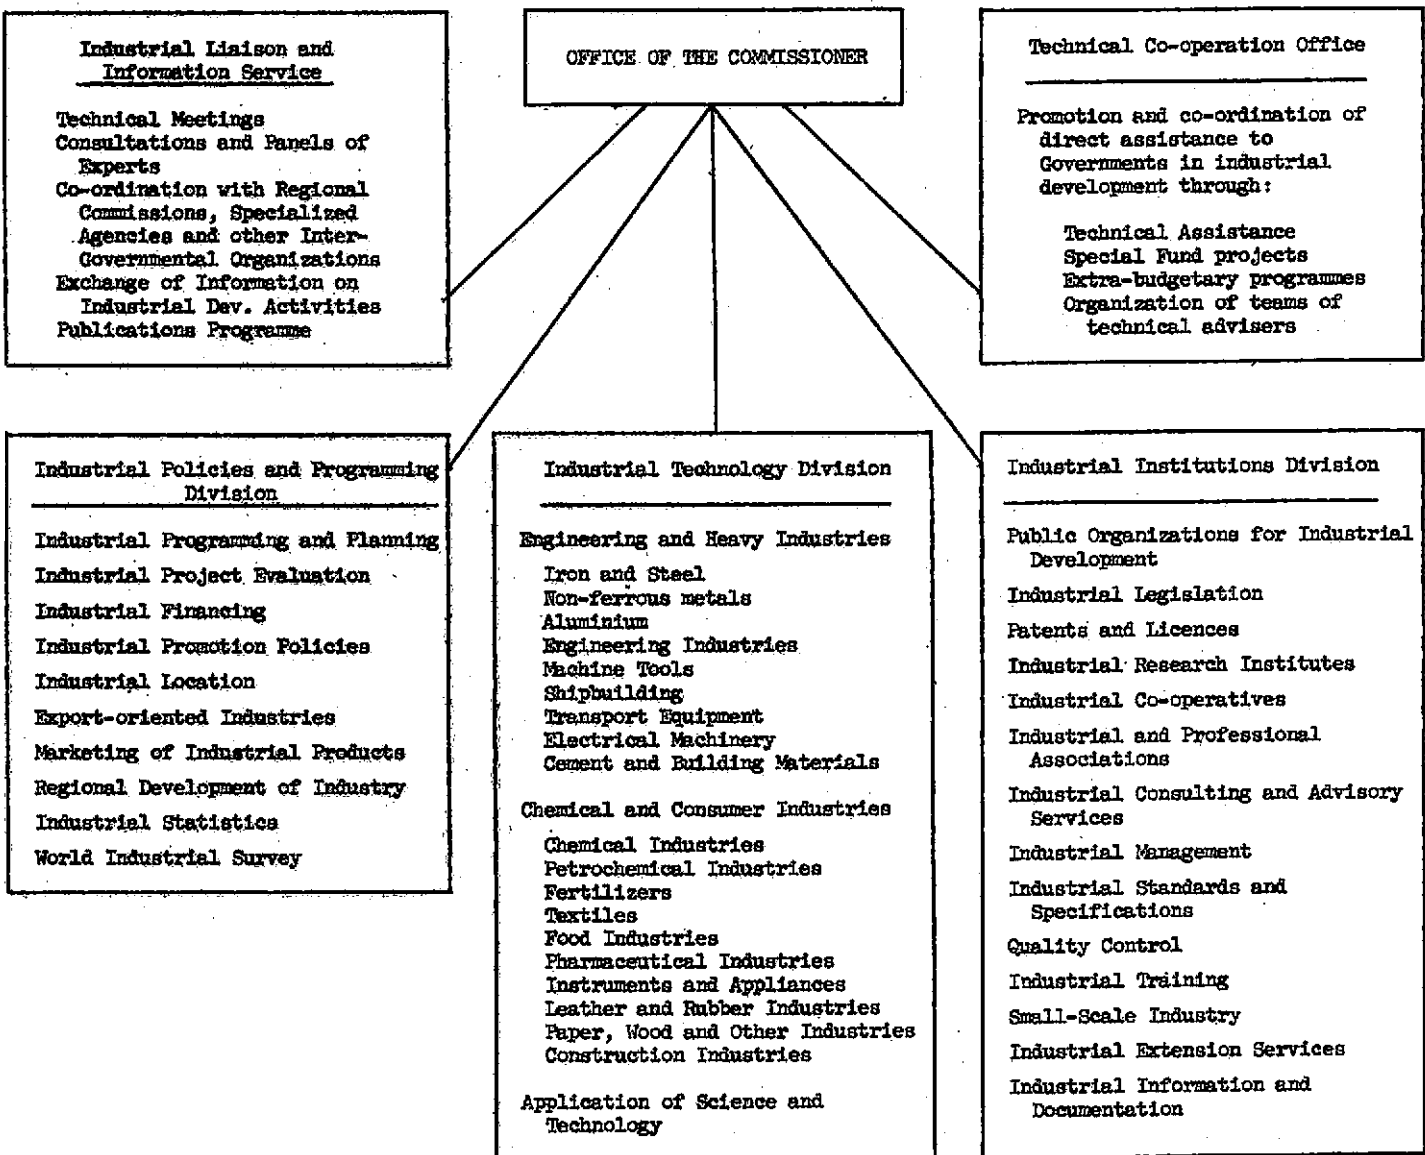 Industrial Liaison and
Information Service
Technical Meetings
Consultations and Panels of
Experts
Co-ordination with Regional
Commissions, Specialized
Agencies and other Inter-
Governmental Organizations
Exchange of Information on
Industrial Dev. Activities
Publications Programme
OFFICE OF THE COMMISSIONER
Technical Co-operation Office
Promotion and co-ordination of
direct assistance to
Governments in industrial
development through:
Technical Assistance
Special Fund projects
Extra-budgetary programmes
Organization of teams of
technical advisers
Industrial Policies and Programming
Division
Industrial Programming and Planning
Industrial Project Evaluation
Industrial Financing
Industrial Promotion Policies
Industrial Location
Export-oriented Industries
Marketing of Industrial Products
Regional Development of Industry
Industrial Statistics
World Industrial Survey
Industrial Technology Division
Engineering and Heavy Industries
Iron and Steel
Non-ferrous metals
Aluminium
Engineering Industries
Machine Tools
Shipbuilding
Transport Equipment
Electrical Machinery
Cement and Building Materials
Chemical and Consumer Industries
Chemical Industries
Petrochemical Industries
Fertilizers
Textiles
Food Industries
Pharmaceutical Industries
Instruments and Appliances
Leather and Rubber Industries
Paper, Wood and Other Industries
Construction Industries
Application of Science and
Technology
Industrial Institutions Division
Public Organizations for Industrial
Development
Industrial Legislation
Patents and Licences
Industrial Research Institutes
Industrial Co-operatives
Industrial and Professional
Associations
Industrial Consulting and Advisory
Services
Industrial Management
Industrial Standards and
Specifications
Quality Control
Industrial Training
Small-Scale Industry
Industrial Extension Services
Industrial Information and
Documentation